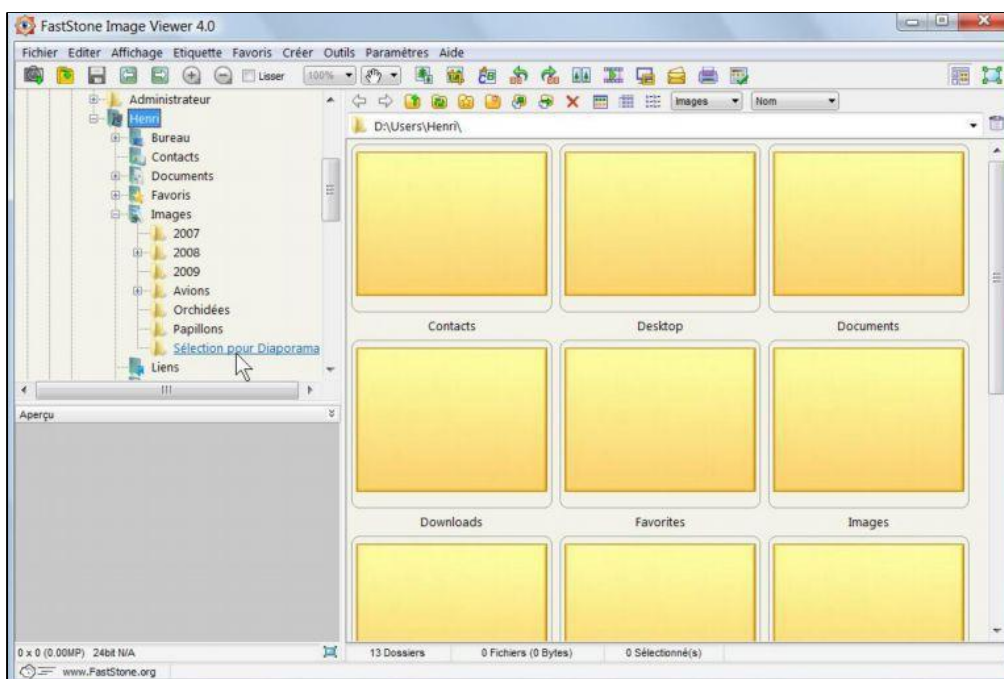 FastStone Image Viewer 4.0
Fichier Editer Affichage Etiquette Favoris Créer Outils Paramètres Aide
Lisser 100%
Administrateur
Henri
Bureau
Contacts
Documents
Favoris
Images
2007
2008
2009
Avions
Orchidées
Papillons
Sélection pour Diaporama
Liens
Aperçu
Images Nom
D:\Users\Henri\
Contacts Desktop Documents
Downloads Favorites Images
0 x 0 (0.00MP) 24bit N/A
13 Dossiers 0 Fichiers (0 Bytes) 0 Sélectionné(s)
www.FastStone.org